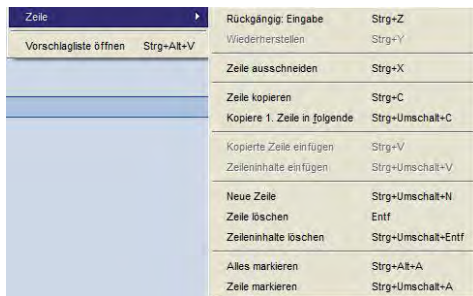 Zeile
Vorschlagliste öffnen Strg+Alt+V
Rückgängig: Eingabe Strg+Z
Wiederherstellen Strg+Y
Zeile ausschneiden Strg+X
Zeile kopieren Strg+C
Kopiere 1. Zeile in folgende Strg+Umschalt+C
Kopierte Zeile einfügen Strg+V
Zeileninhalte einfügen Strg+Umschalt+V
Neue Zeile Strg+Umschalt+N
Zeile löschen Entf
Zeileninhalte löschen Strg+Umschalt+Entf
Alles markieren Strg+Alt+A
Zeile markieren Strg+Umschalt+A